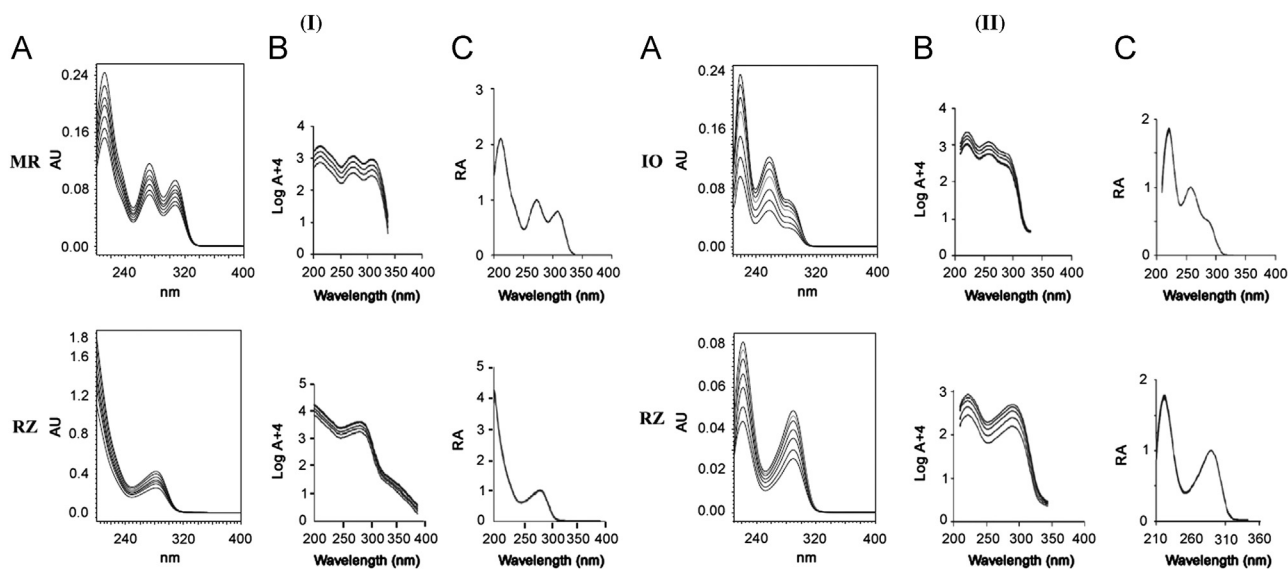 (I)
A
B
C
MR
AU
0.24
0.16
0.08
0.00
240
320
400
nm
Log A+4
4
3
2
1
0
200 250 300 350 400
Wavelength (nm)
RA
3
2
1
0
200 250 300 350 400
Wavelength (nm)
RZ
AU
1.8
1.6
1.2
0.8
0.4
0.0
240
320
400
nm
Log A+4
5
4
3
2
1
0
200 250 300 350 400
Wavelength (nm)
RA
5
4
3
2
1
0
200 250 300 350 400
Wavelength (nm)
(II)
A
B
C
IO
AU
0.24
0.16
0.08
0.00
240
320
400
nm
Log A+4
4
3
2
1
0
200 250 300 350 400
Wavelength (nm)
RA
2
1
0
200 250 300 350 400
Wavelength (nm)
RZ
AU
0.08
0.06
0.04
0.02
0.00
240
320
400
nm
Log A+4
3
2
1
0
200 250 300 350 400
Wavelength (nm)
RA
2
1
0
210 260 310 360
Wavelength (nm)